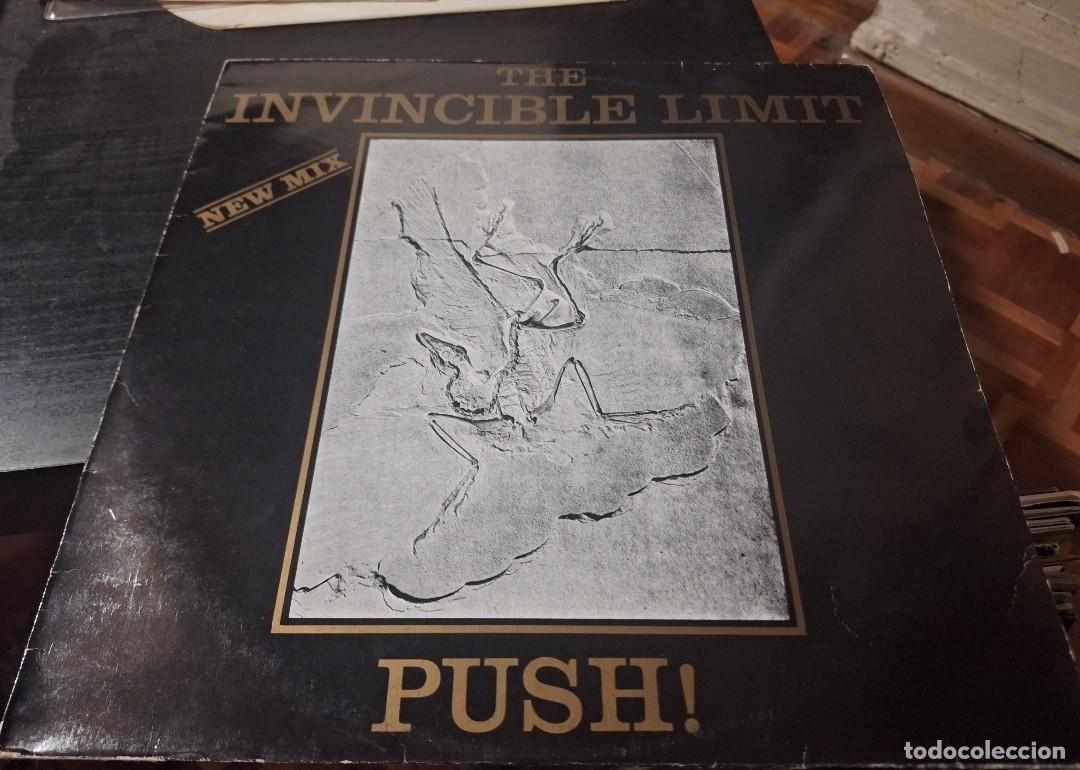 THE
INVINCIBLE LIMIT
NEW MIX
PUSH!
todocoleccion